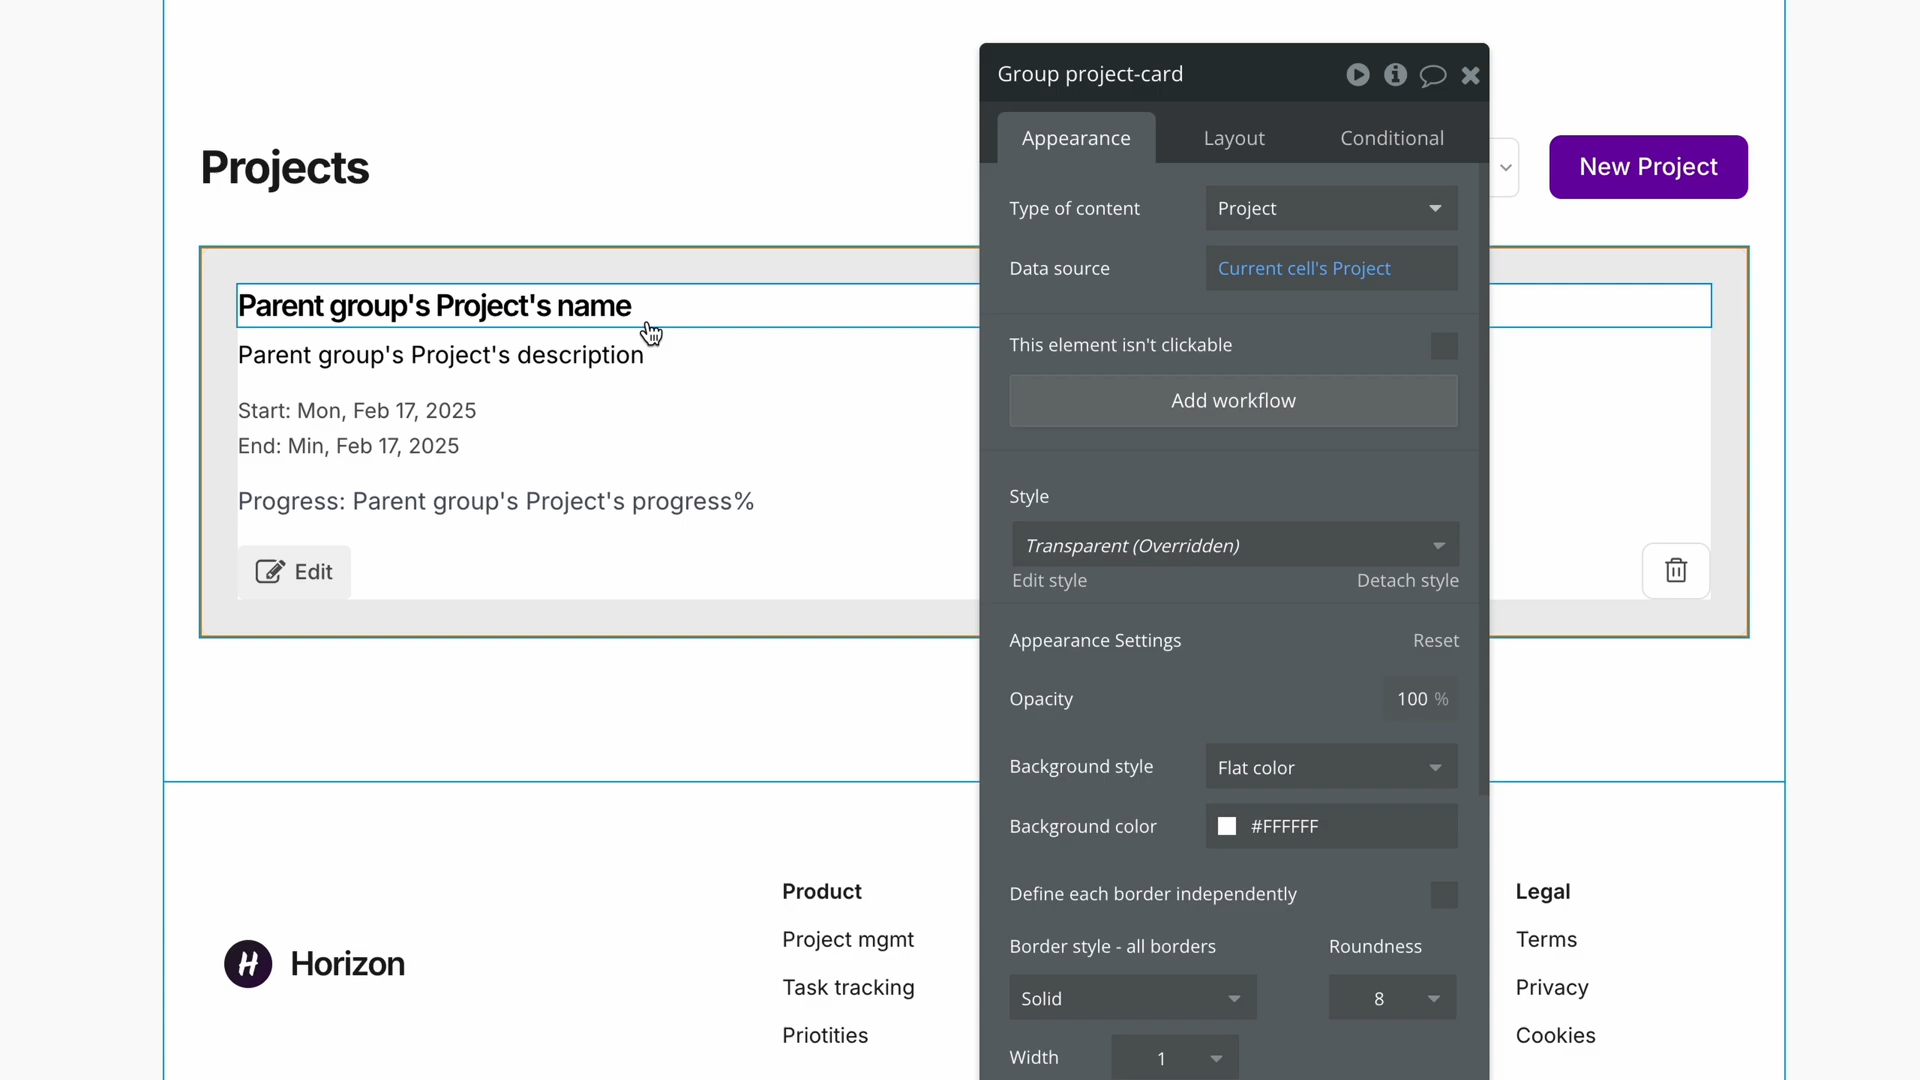 Group project-card
Appearance
Layout
Conditional
Projects
New Project
Type of content
Project
Data source
Current cell's Project
Parent group's Project's name
Parent group's Project's description
This element isn't clickable
Add workflow
Start: Mon, Feb 17, 2025
End: Min, Feb 17, 2025
Progress: Parent group's Project's progress%
Edit
Style
Transparent (Overridden)
Edit style
Detach style
Appearance Settings
Reset
Opacity
100 %
Background style
Flat color
Background color
#FFFFFF
Define each border independently
Border style - all borders
Roundness
Solid
8
Width
1
H Horizon
Product
Project mgmt
Task tracking
Priotities
Legal
Terms
Privacy
Cookies